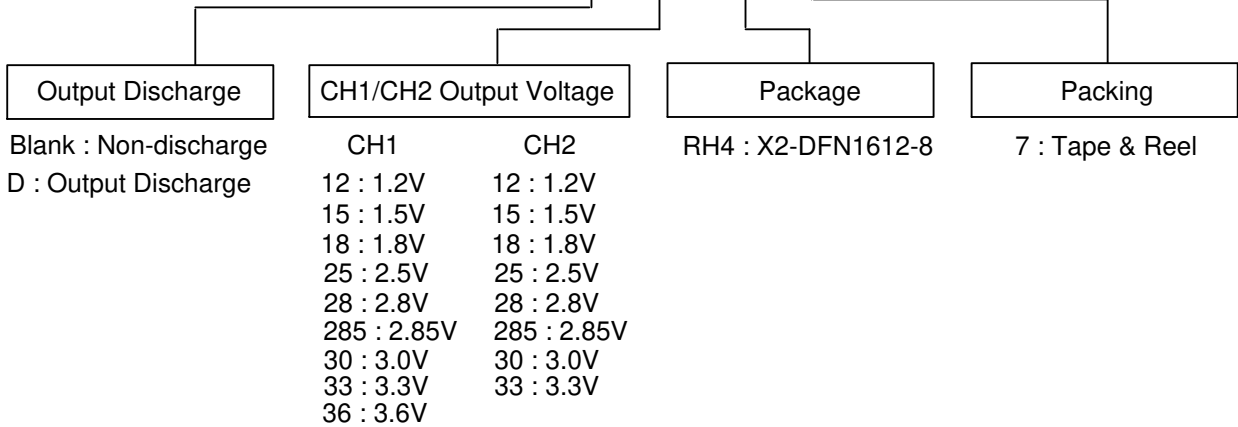 Output Discharge CH1/CH2 Output Voltage Package Packing
Blank : Non-discharge CH1 CH2 RH4 : X2-DFN1612-8 7 : Tape & Reel
D : Output Discharge 12 : 1.2V 12 : 1.2V
15 : 1.5V 15 : 1.5V
18 : 1.8V 18 : 1.8V
25 : 2.5V 25 : 2.5V
28 : 2.8V 28 : 2.8V
285 : 2.85V 285 : 2.85V
30 : 3.0V 30 : 3.0V
33 : 3.3V 33 : 3.3V
36 : 3.6V